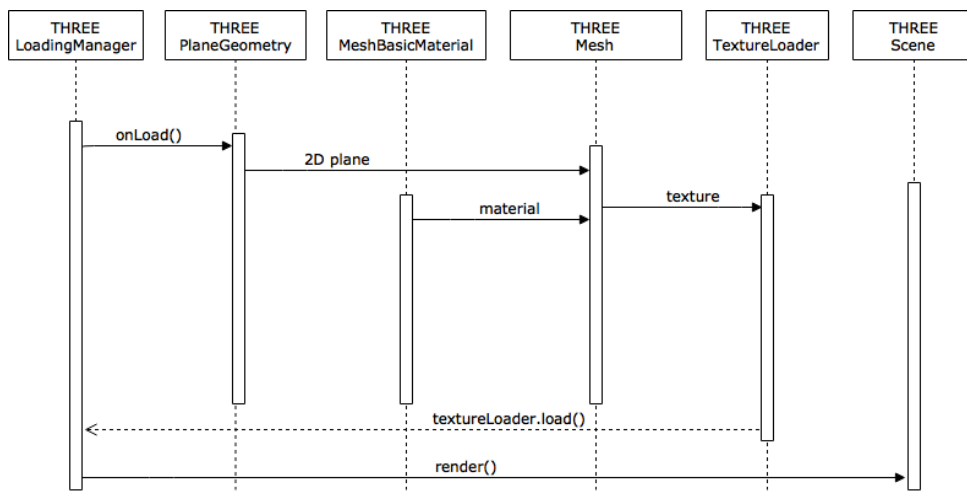 THREE
LoadingManager
THREE
PlaneGeometry
THREE
MeshBasicMaterial
THREE
Mesh
THREE
TextureLoader
THREE
Scene
onLoad()
2D plane
texture
material
textureLoader.load()
render()